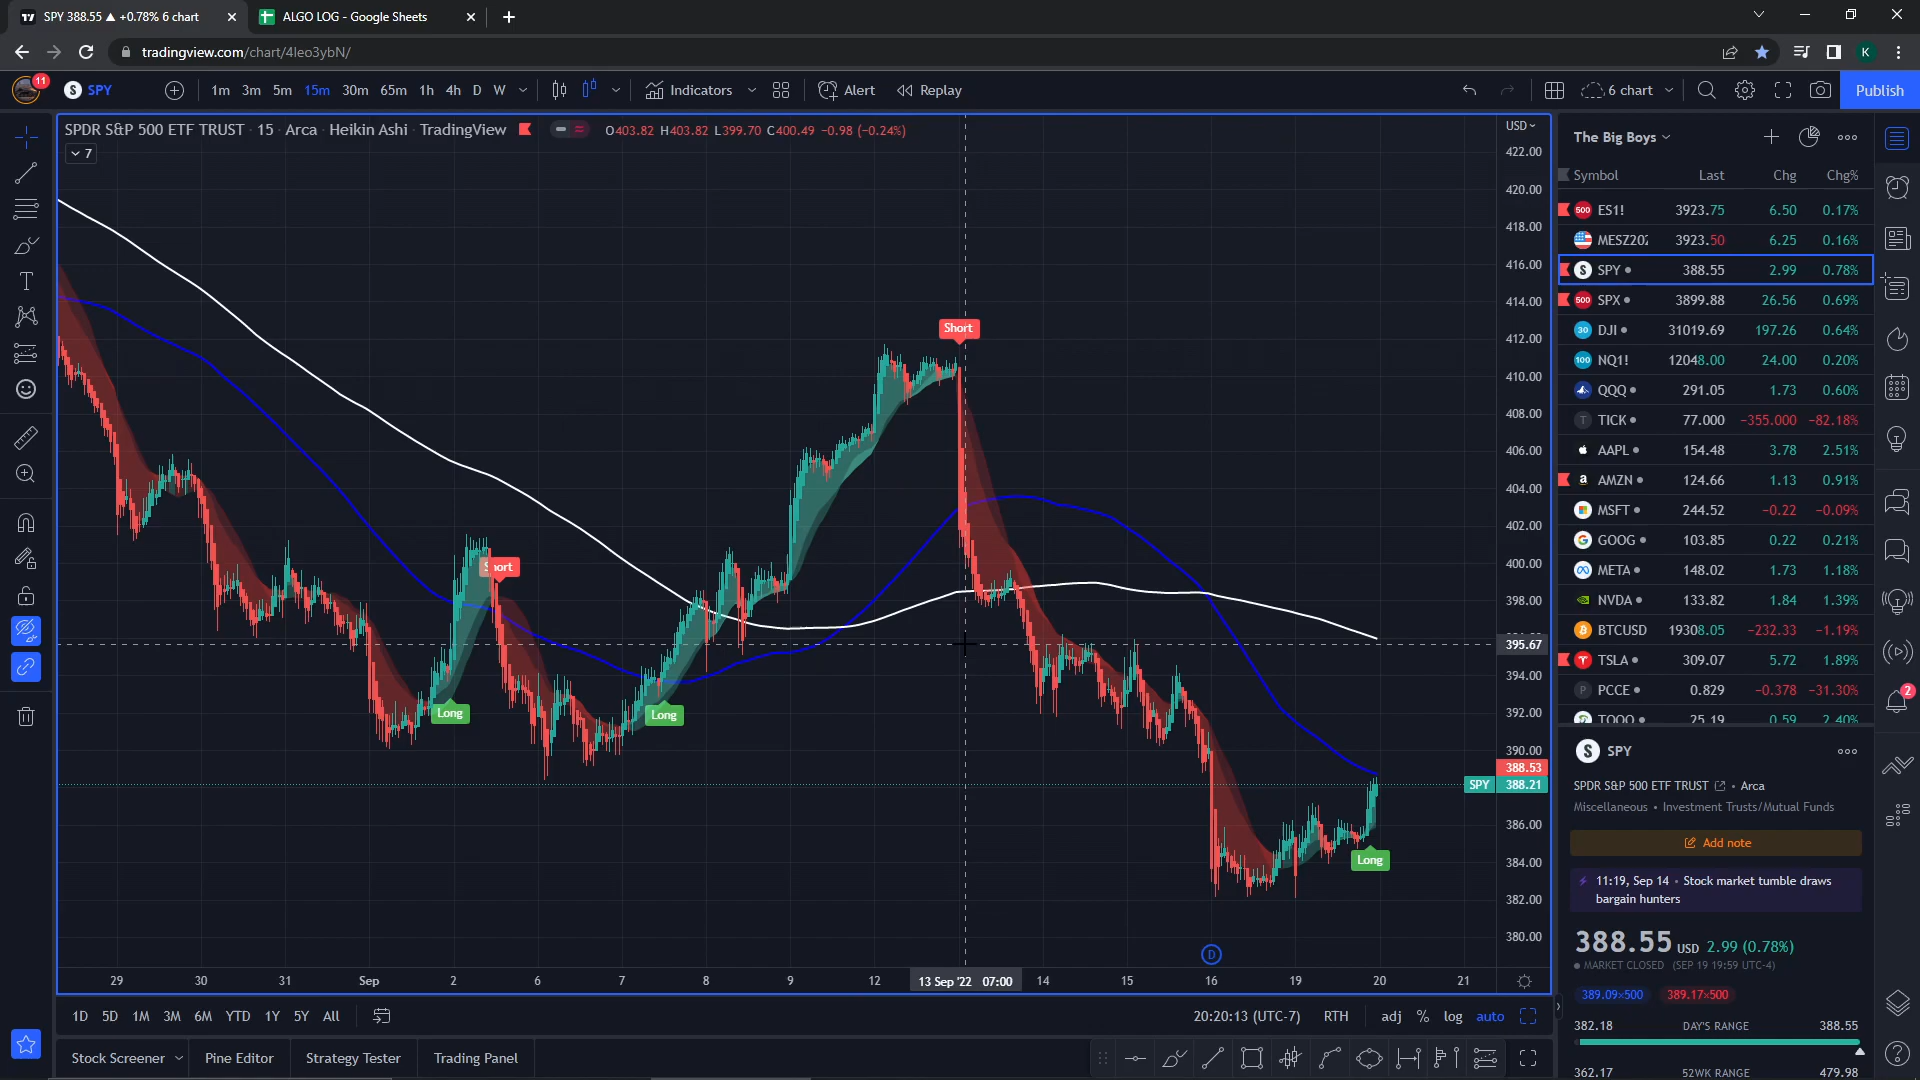 SPY 388.55 ▲ +0.78% 6 chart
ALGO LOG - Google Sheets
tradingview.com/chart/4leo3ybN/
K
11
S SPY
1m 3m 5m 15m 30m 65m 1h 4h D W
Indicators
Alert
Replay
6 chart
Publish
SPDR S&P 500 ETF TRUST · 15 · Arca · Heikin Ashi · TradingView
O403.82 H403.82 L399.70 C400.49 −0.98 (−0.24%)
7
USD
422.00
420.00
418.00
416.00
414.00
412.00
410.00
408.00
406.00
404.00
402.00
400.00
398.00
395.67
394.00
392.00
390.00
388.53
SPY 388.21
386.00
384.00
382.00
380.00
Short
Short
Long
Long
Long
D
29 30 31 Sep 2 6 7 8 9 12 13 Sep '22 07:00 14 15 16 19 20 21
1D 5D 1M 3M 6M YTD 1Y 5Y All
20:20:13 (UTC-7) RTH adj % log auto
Stock Screener Pine Editor Strategy Tester Trading Panel
The Big Boys
Symbol Last Chg Chg%
500 ES1! 3923.75 6.50 0.17%
MESZ202 3923.50 6.25 0.16%
S SPY 388.55 2.99 0.78%
500 SPX 3899.88 26.56 0.69%
30 DJI 31019.69 197.26 0.64%
100 NQ1! 12048.00 24.00 0.20%
QQQ 291.05 1.73 0.60%
T TICK 77.000 −355.000 −82.18%
AAPL 154.48 3.78 2.51%
a AMZN 124.66 1.13 0.91%
MSFT 244.52 −0.22 −0.09%
G GOOG 103.85 0.22 0.21%
META 148.02 1.73 1.18%
NVDA 133.82 1.84 1.39%
BTCUSD 19308.05 −232.33 −1.19%
TSLA 309.07 5.72 1.89%
P PCCE 0.829 −0.378 −31.30%
TQQQ 25.19 0.59 2.40%
2
S SPY
SPDR S&P 500 ETF TRUST • Arca
Miscellaneous • Investment Trusts/Mutual Funds
Add note
11:19, Sep 14 • Stock market tumble draws
bargain hunters
388.55 USD 2.99 (0.78%)
MARKET CLOSED (SEP 19 19:59 UTC-4)
389.09×500 389.17×500
382.18 DAY'S RANGE 388.55
362.17 52WK RANGE 479.98